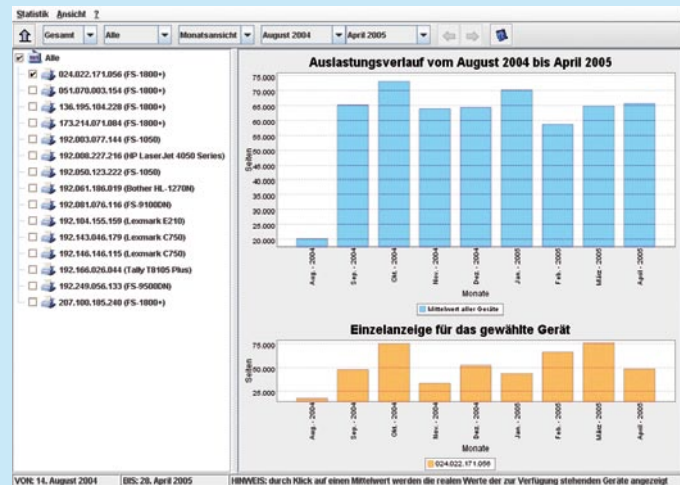 Statistik Ansicht ?
Gesamt Alle Monatsansicht August 2004 April 2005
Alle
024.022.171.056 (FS-1800+)
051.070.003.154 (FS-1800+)
136.195.104.228 (FS-1800+)
173.214.071.084 (FS-1800+)
192.003.077.144 (FS-1050)
192.008.227.216 (HP LaserJet 4050 Series)
192.050.123.222 (FS-1050)
192.061.186.019 (Bother HL-1270N)
192.081.076.116 (FS-9100DN)
192.104.155.159 (Lexmark E210)
192.143.046.179 (Lexmark C750)
192.146.146.115 (Lexmark C750)
192.166.026.044 (Tally T8105 Plus)
192.249.056.133 (FS-9500DN)
207.100.185.240 (FS-1800+)
Auslastungsverlauf vom August 2004 bis April 2005
Seiten
75.000
70.000
65.000
60.000
55.000
50.000
45.000
40.000
35.000
30.000
25.000
20.000
Aug. - 2004
Sep. - 2004
Okt. - 2004
Nov. - 2004
Dez. - 2004
Jan. - 2005
Feb. - 2005
März - 2005
April - 2005
Monate
Mittelwert aller Geräte
Einzelanzeige für das gewählte Gerät
Seiten
75.000
50.000
25.000
Aug. - 2004
Sep. - 2004
Okt. - 2004
Nov. - 2004
Dez. - 2004
Jan. - 2005
Feb. - 2005
März - 2005
April - 2005
Monate
024.022.171.056
VON: 14. August 2004 BIS: 28. April 2005 HINWEIS: durch Klick auf einen Mittelwert werden die realen Werte der zur Verfügung stehenden Geräte angezeigt